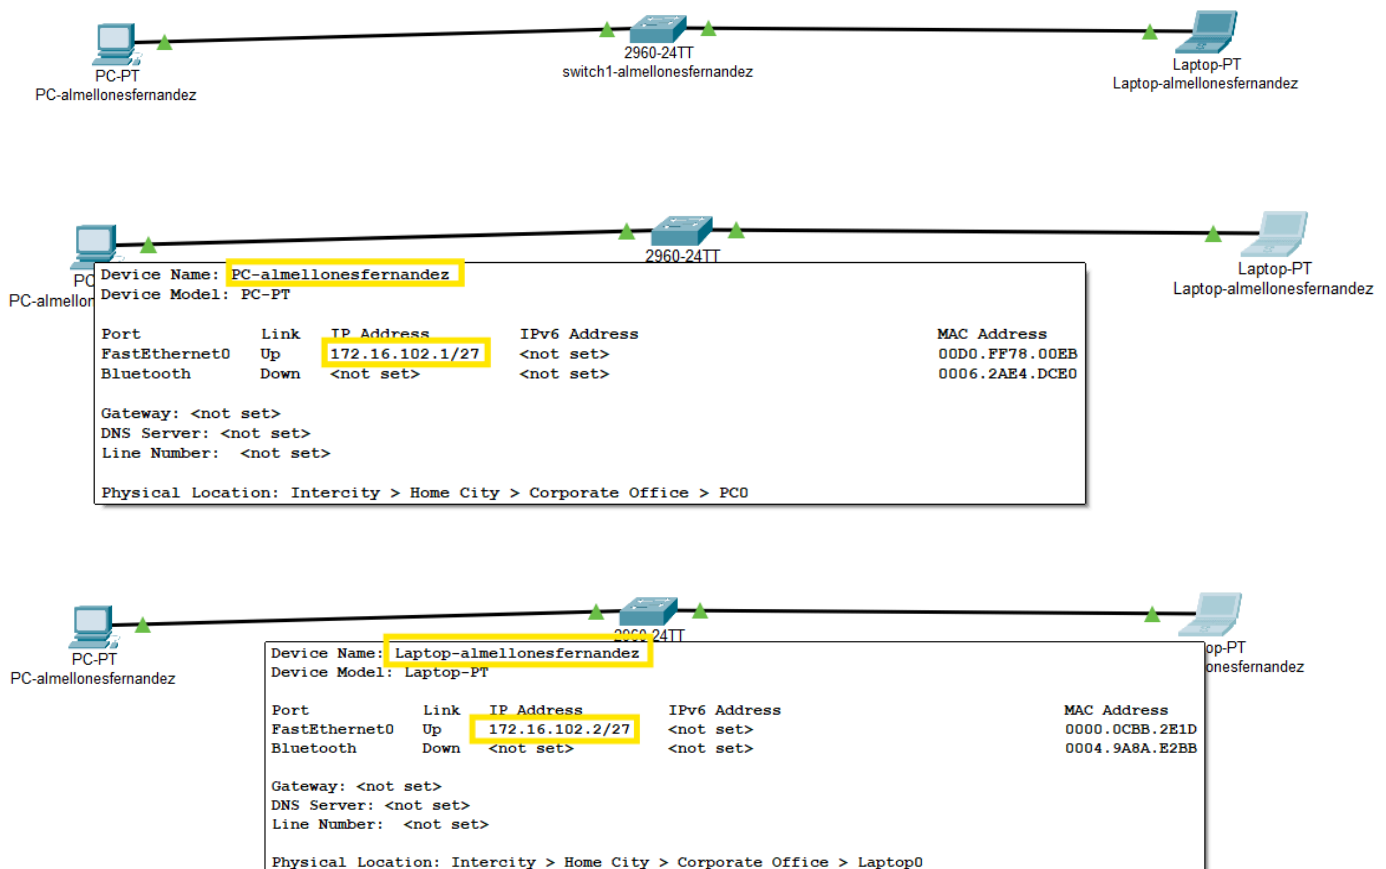 2960-24TT
switch1-almellonesfernandez
PC-PT
PC-almellonesfernandez
Laptop-PT
Laptop-almellonesfernandez
2960-24TT
PC
PC-almellon
Laptop-PT
Laptop-almellonesfernandez
Device Name: PC-almellonesfernandez
Device Model: PC-PT
Port Link IP Address IPv6 Address MAC Address
FastEthernet0 Up 172.16.102.1/27 <not set> 00D0.FF78.00EB
Bluetooth Down <not set> <not set> 0006.2AE4.DCE0
Gateway: <not set>
DNS Server: <not set>
Line Number: <not set>
Physical Location: Intercity > Home City > Corporate Office > PC0
2960-24TT
PC-PT
PC-almellonesfernandez
op-PT
onesfernandez
Device Name: Laptop-almellonesfernandez
Device Model: Laptop-PT
Port Link IP Address IPv6 Address MAC Address
FastEthernet0 Up 172.16.102.2/27 <not set> 0000.0CBB.2E1D
Bluetooth Down <not set> <not set> 0004.9A8A.E2BB
Gateway: <not set>
DNS Server: <not set>
Line Number: <not set>
Physical Location: Intercity > Home City > Corporate Office > Laptop0